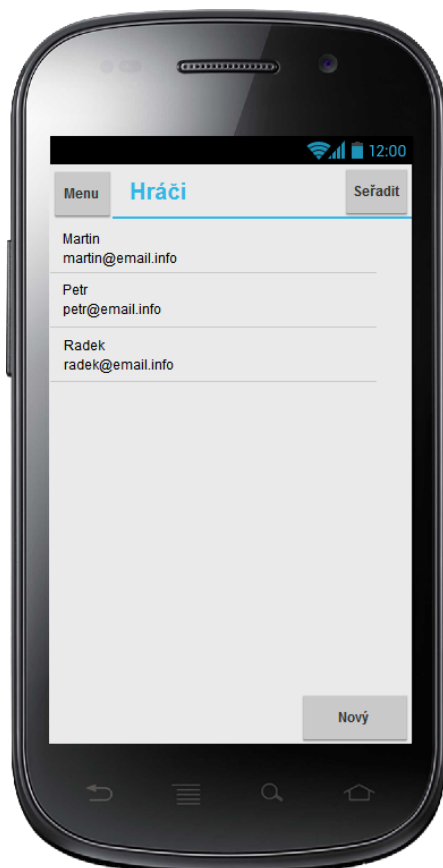 12:00
Menu
Hráči
Seřadit
Martin
martin@email.info
Petr
petr@email.info
Radek
radek@email.info
Nový